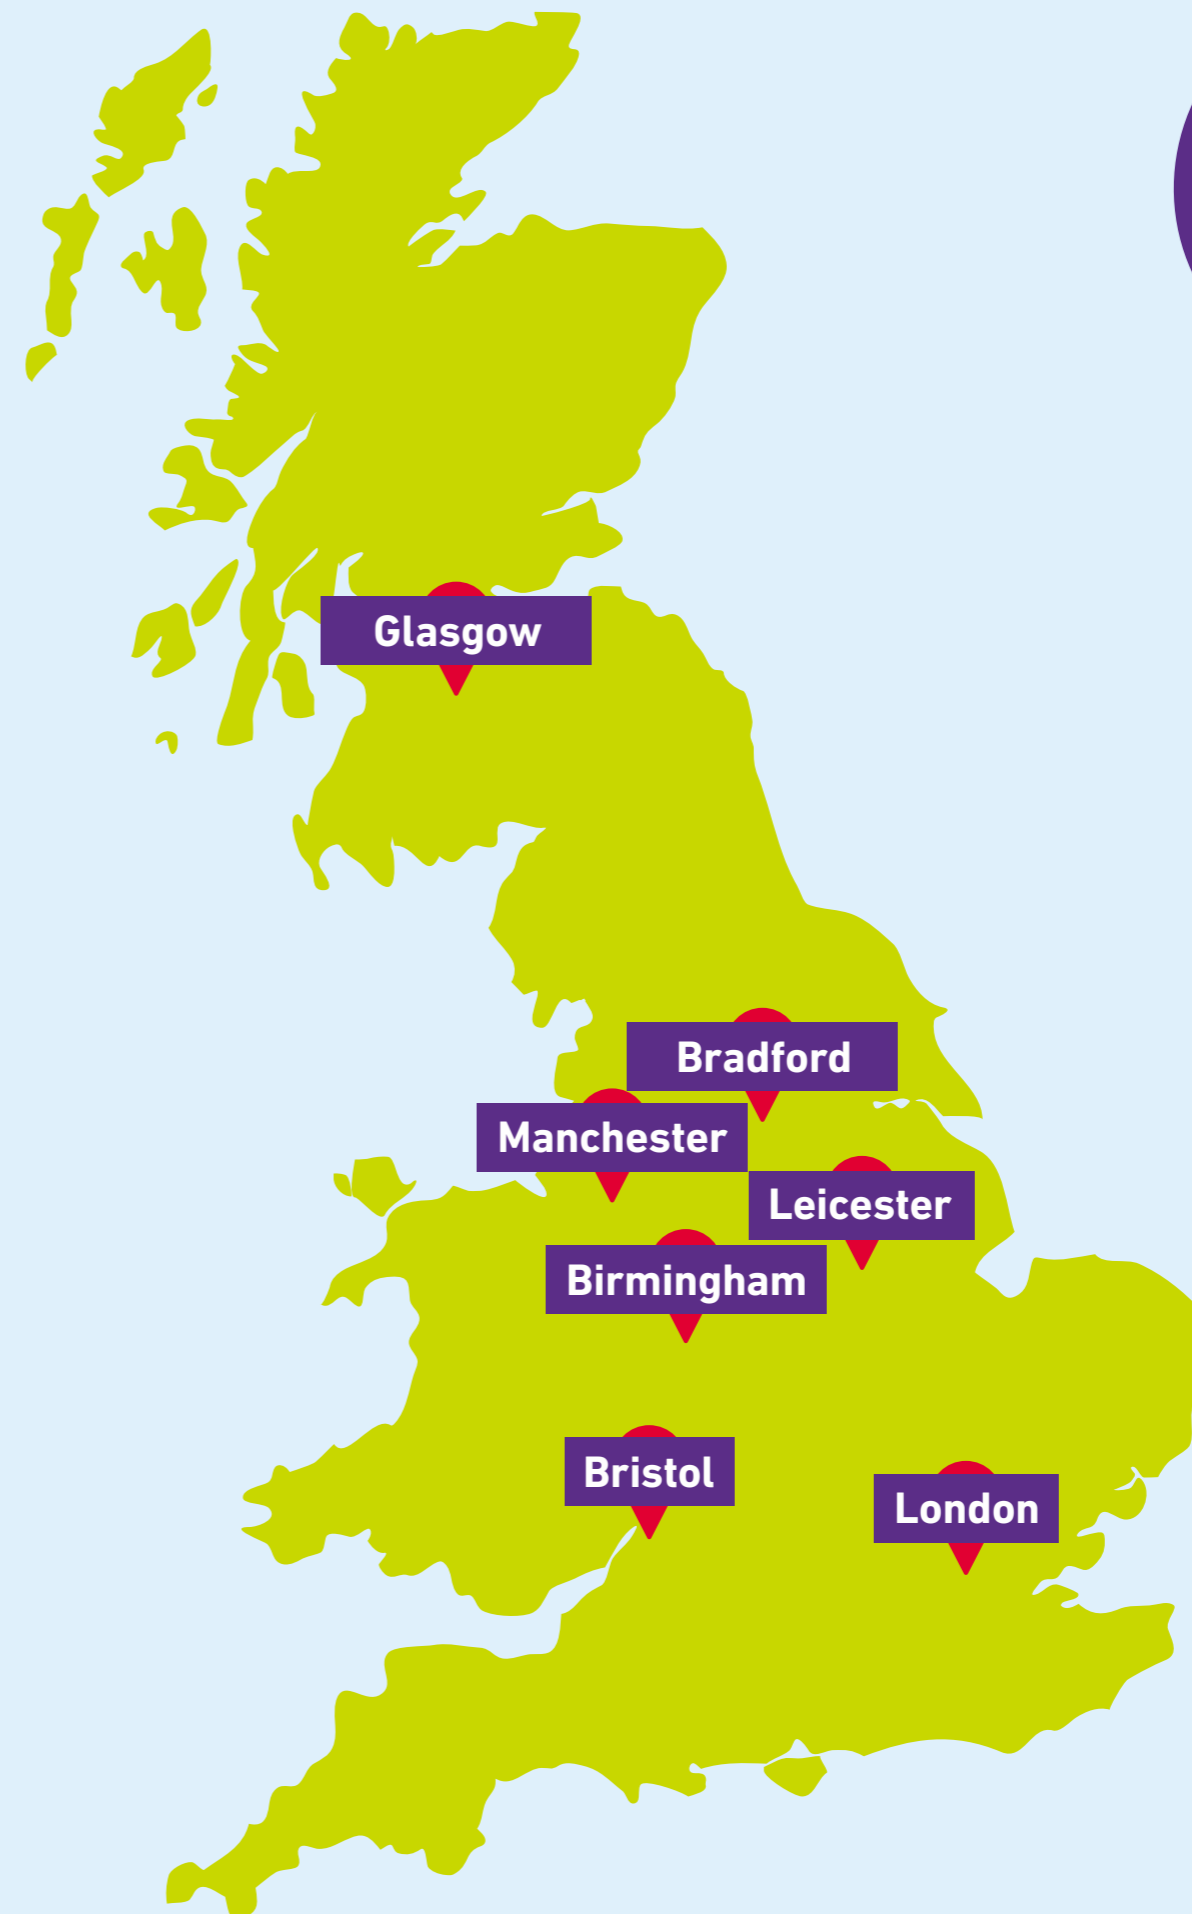 Glasgow
Bradford
Manchester
Leicester
Birmingham
Bristol
London